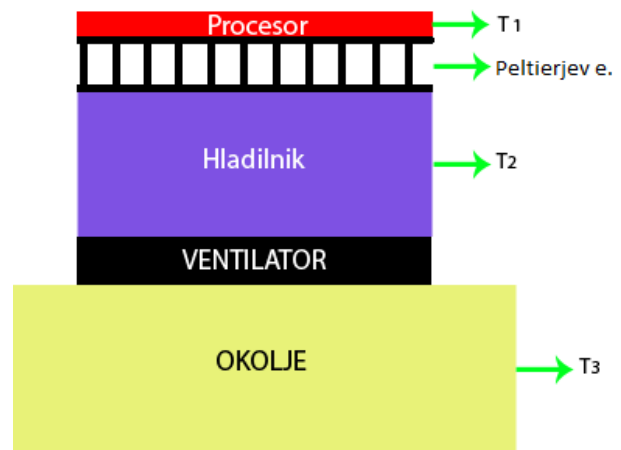 Procesor
T1
Peltierjev e.
Hladilnik
T2
VENTILATOR
OKOLJE
T3